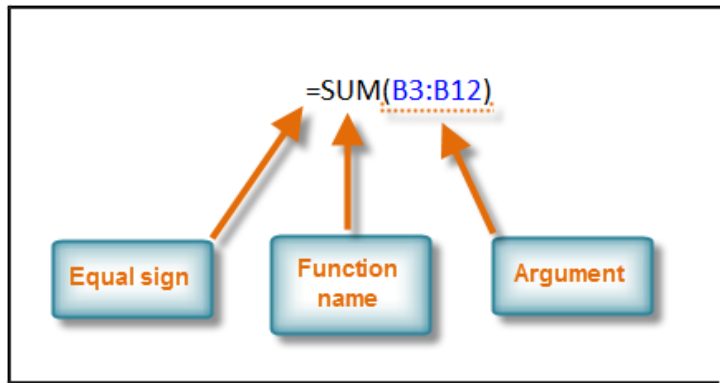 =SUM(B3:B12)
Equal sign
Function
name
Argument